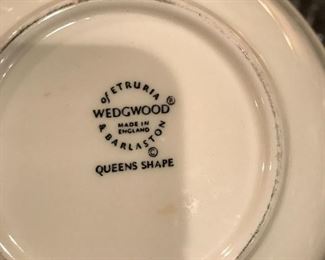 of ETRURIA ®
WEDGWOOD
MADE IN
ENGLAND
& BARLASTON
©
QUEENS SHAPE